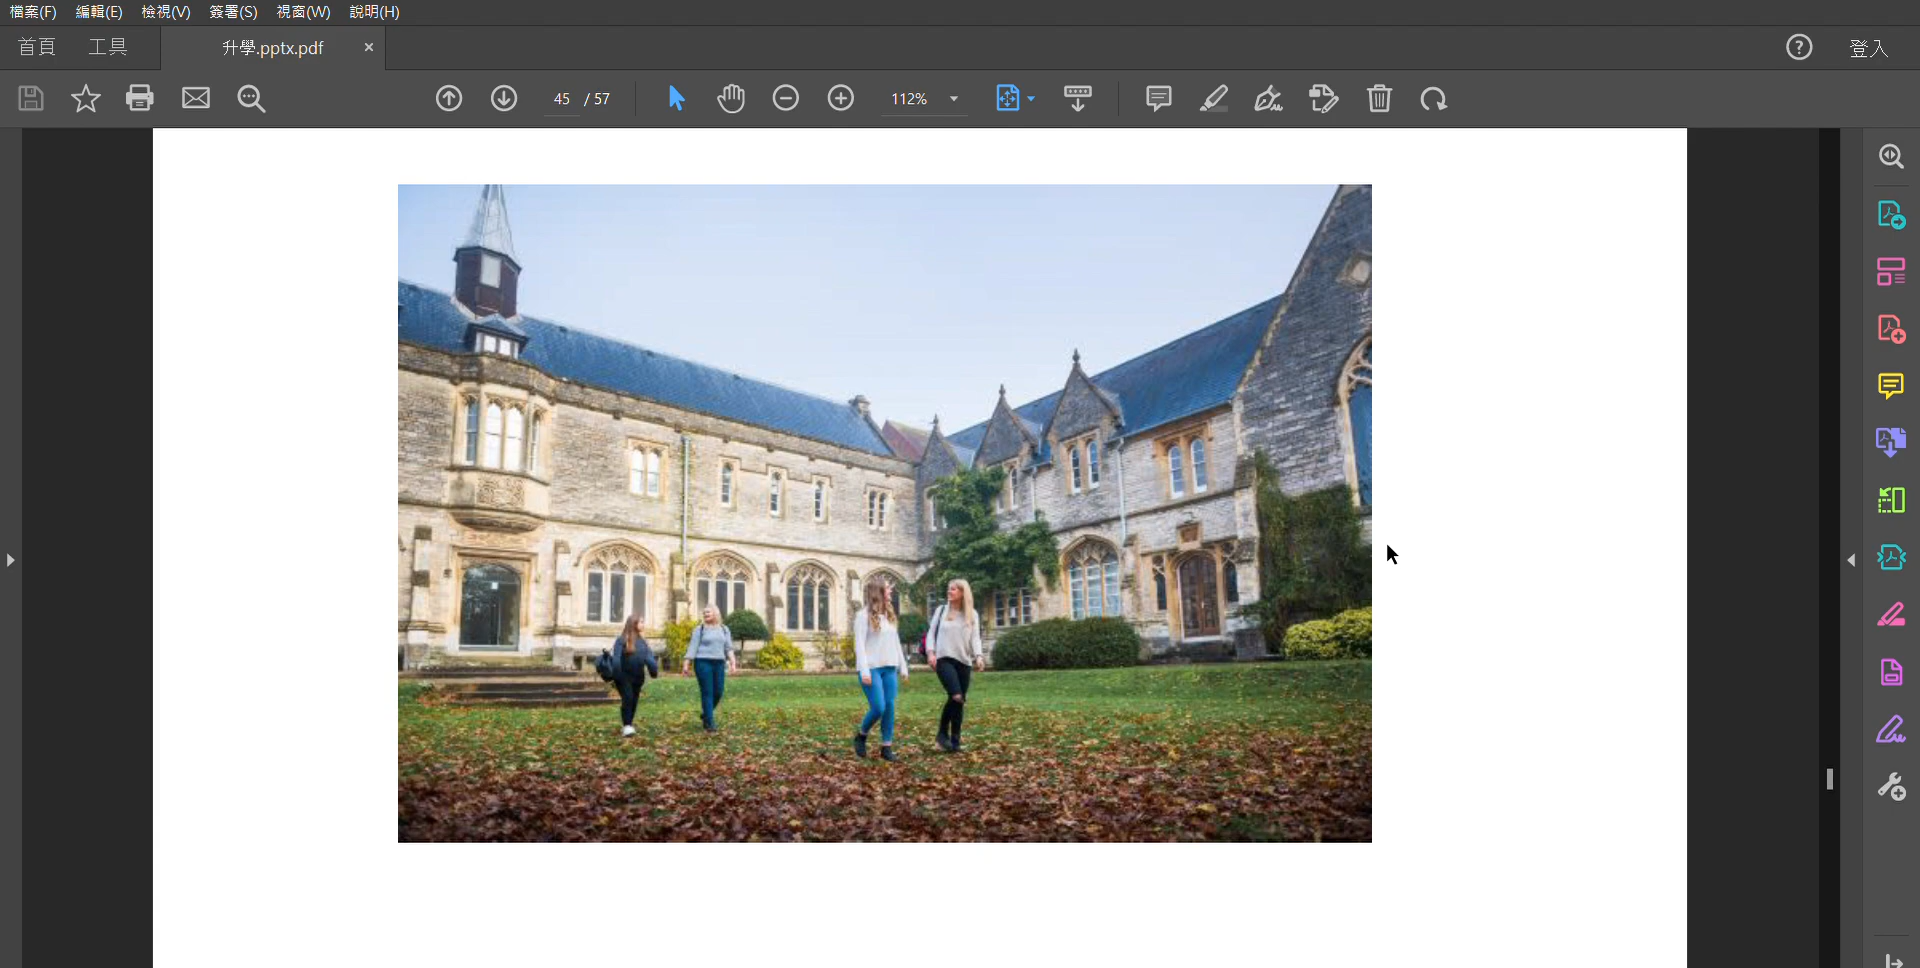 檔案(F) 編輯(E) 檢視(V) 簽署(S) 視窗(W) 說明(H)
首頁 工具 升學.pptx.pdf × ? 登入
45 / 57 112%